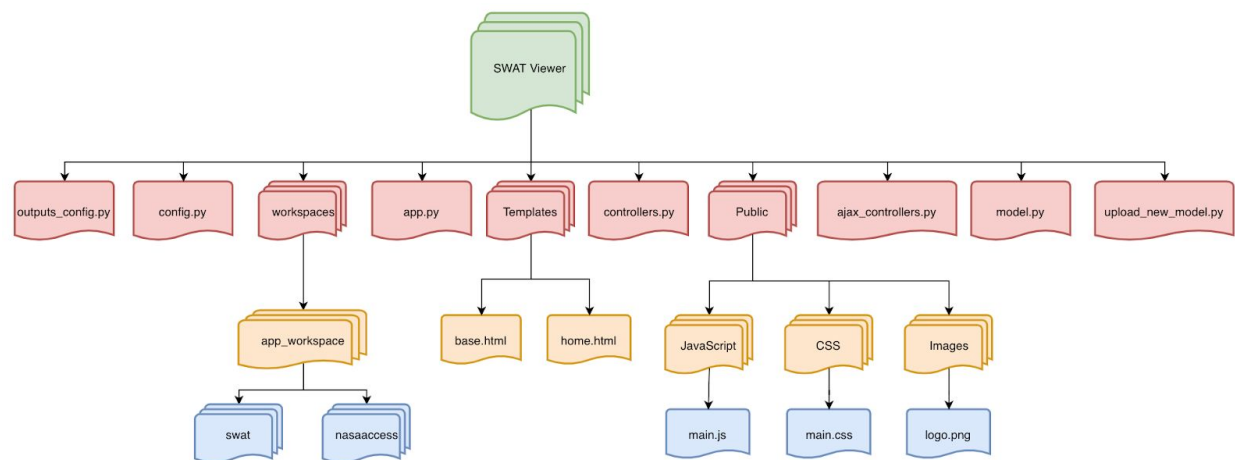 SWAT Viewer
outputs_config.py
config.py
workspaces
app.py
Templates
controllers.py
Public
ajax_controllers.py
model.py
upload_new_model.py
app_workspace
base.html
home.html
JavaScript
CSS
Images
swat
nasaaccess
main.js
main.css
logo.png